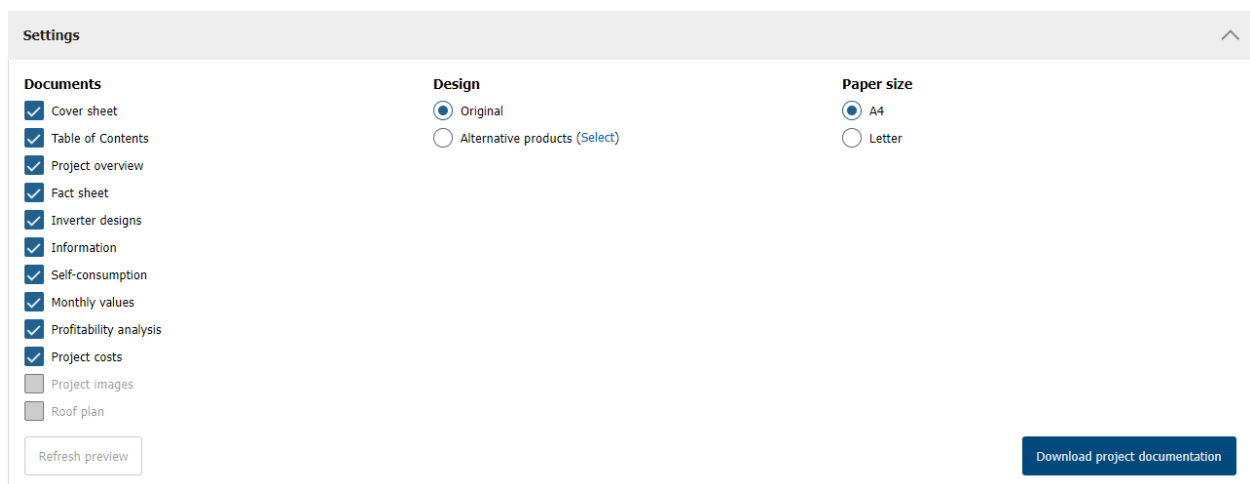 Settings
Documents
Cover sheet
Table of Contents
Project overview
Fact sheet
Inverter designs
Information
Self-consumption
Monthly values
Profitability analysis
Project costs
Project images
Roof plan
Refresh preview
Design
Original
Alternative products (Select)
Paper size
A4
Letter
Download project documentation